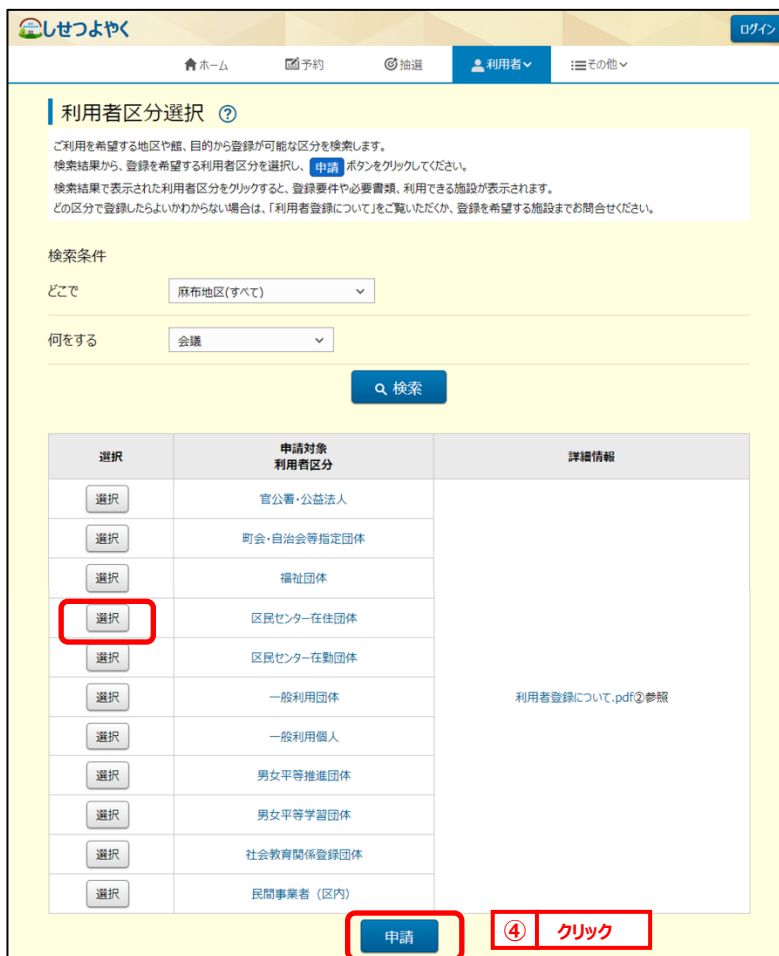 しせつよやく
ログイン
ホーム 予約 抽選 利用者 その他
利用者区分選択 ?
ご利用を希望する地区や館、目的から登録が可能な区分を検索します。
検索結果から、登録を希望する利用者区分を選択し、 申請 ボタンをクリックしてください。
検索結果で表示された利用者区分をクリックすると、登録要件や必要書類、利用できる施設が表示されます。
どの区分で登録したらよいかわからない場合は、「利用者登録について」をご覧いただくか、登録を希望する施設までお問合せください。
検索条件
どこで 麻布地区(すべて)
何をする 会議
検索
選択 申請対象 詳細情報
利用者区分
選択 官公署・公益法人
選択 町会・自治会等指定団体
選択 福祉団体
選択 区民センター在住団体
選択 区民センター在勤団体
選択 一般利用団体 利用者登録について.pdf②参照
選択 一般利用個人
選択 男女平等推進団体
選択 男女平等学習団体
選択 社会教育関係登録団体
選択 民間事業者（区内）
申請 ④ クリック